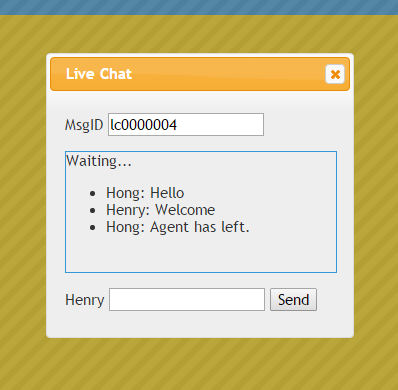 Live Chat
MsgID lc0000004
Waiting...
Hong: Hello
Henry: Welcome
Hong: Agent has left.
Henry Send